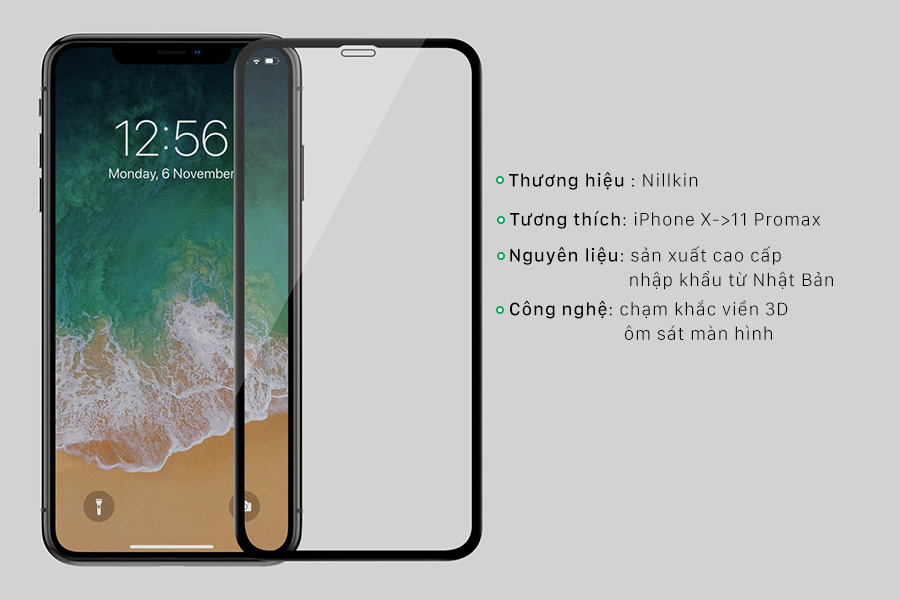 12:56
Monday, 6 November
Thương hiệu : Nillkin
Tương thích: iPhone X->11 Promax
Nguyên liệu: sản xuất cao cấp
nhập khẩu từ Nhật Bản
Công nghệ: chạm khắc viền 3D
ôm sát màn hình